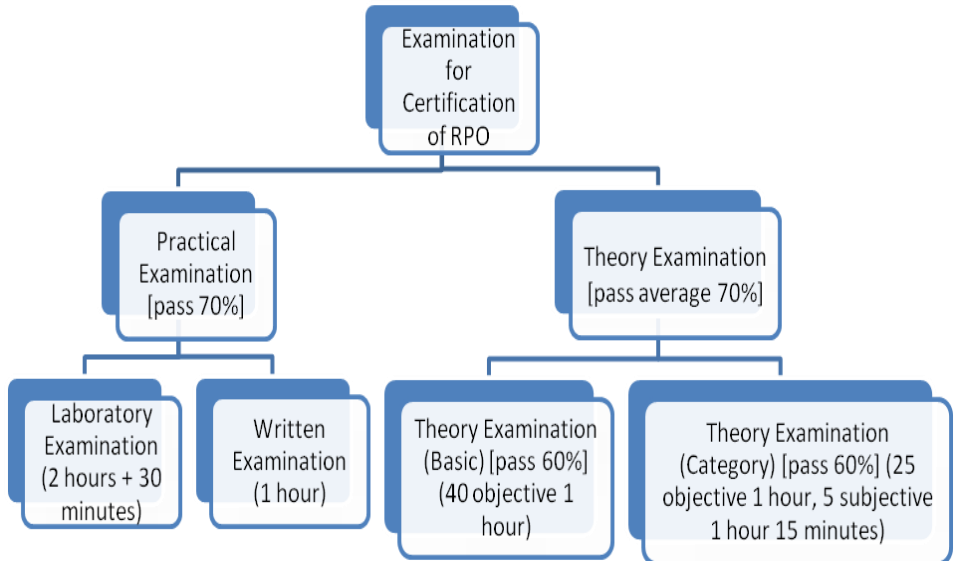 Examination
for
Certification
of RPO
Practical
Examination
[pass 70%]
Theory Examination
[pass average 70%]
Laboratory
Examination
(2 hours + 30
minutes)
Written
Examination
(1 hour)
Theory Examination
(Basic) [pass 60%]
(40 objective 1
hour)
Theory Examination
(Category) [pass 60%] (25
objective 1 hour, 5 subjective
1 hour 15 minutes)